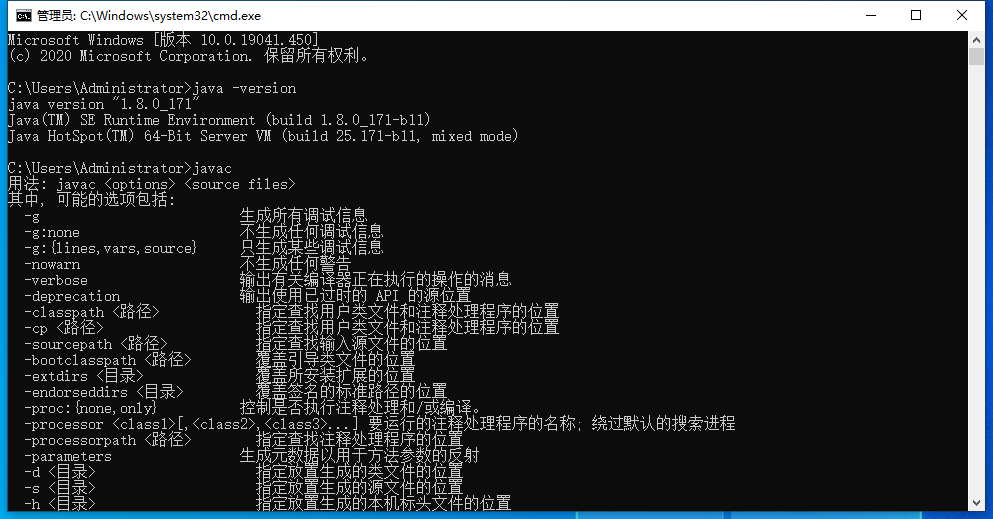 管理员: C:\Windows\system32\cmd.exe
Microsoft Windows [版本 10.0.19041.450]
(c) 2020 Microsoft Corporation. 保留所有权利。
C:\Users\Administrator>java -version
java version "1.8.0_171"
Java(TM) SE Runtime Environment (build 1.8.0_171-b11)
Java HotSpot(TM) 64-Bit Server VM (build 25.171-b11, mixed mode)
C:\Users\Administrator>javac
用法: javac <options> <source files>
其中, 可能的选项包括:
-g 生成所有调试信息
-g:none 不生成任何调试信息
-g:{lines,vars,source} 只生成某些调试信息
-nowarn 不生成任何警告
-verbose 输出有关编译器正在执行的操作的消息
-deprecation 输出使用已过时的 API 的源位置
-classpath <路径> 指定查找用户类文件和注释处理程序的位置
-cp <路径> 指定查找用户类文件和注释处理程序的位置
-sourcepath <路径> 指定查找输入源文件的位置
-bootclasspath <路径> 覆盖引导类文件的位置
-extdirs <目录> 覆盖所安装扩展的位置
-endorseddirs <目录> 覆盖签名的标准路径的位置
-proc:{none,only} 控制是否执行注释处理和/或编译。
-processor <class1>[,<class2>,<class3>...] 要运行的注释处理程序的名称; 绕过默认的搜索进程
-processorpath <路径> 指定查找注释处理程序的位置
-parameters 生成元数据以用于方法参数的反射
-d <目录> 指定放置生成的类文件的位置
-s <目录> 指定放置生成的源文件的位置
-h <目录> 指定放置生成的本机标头文件的位置